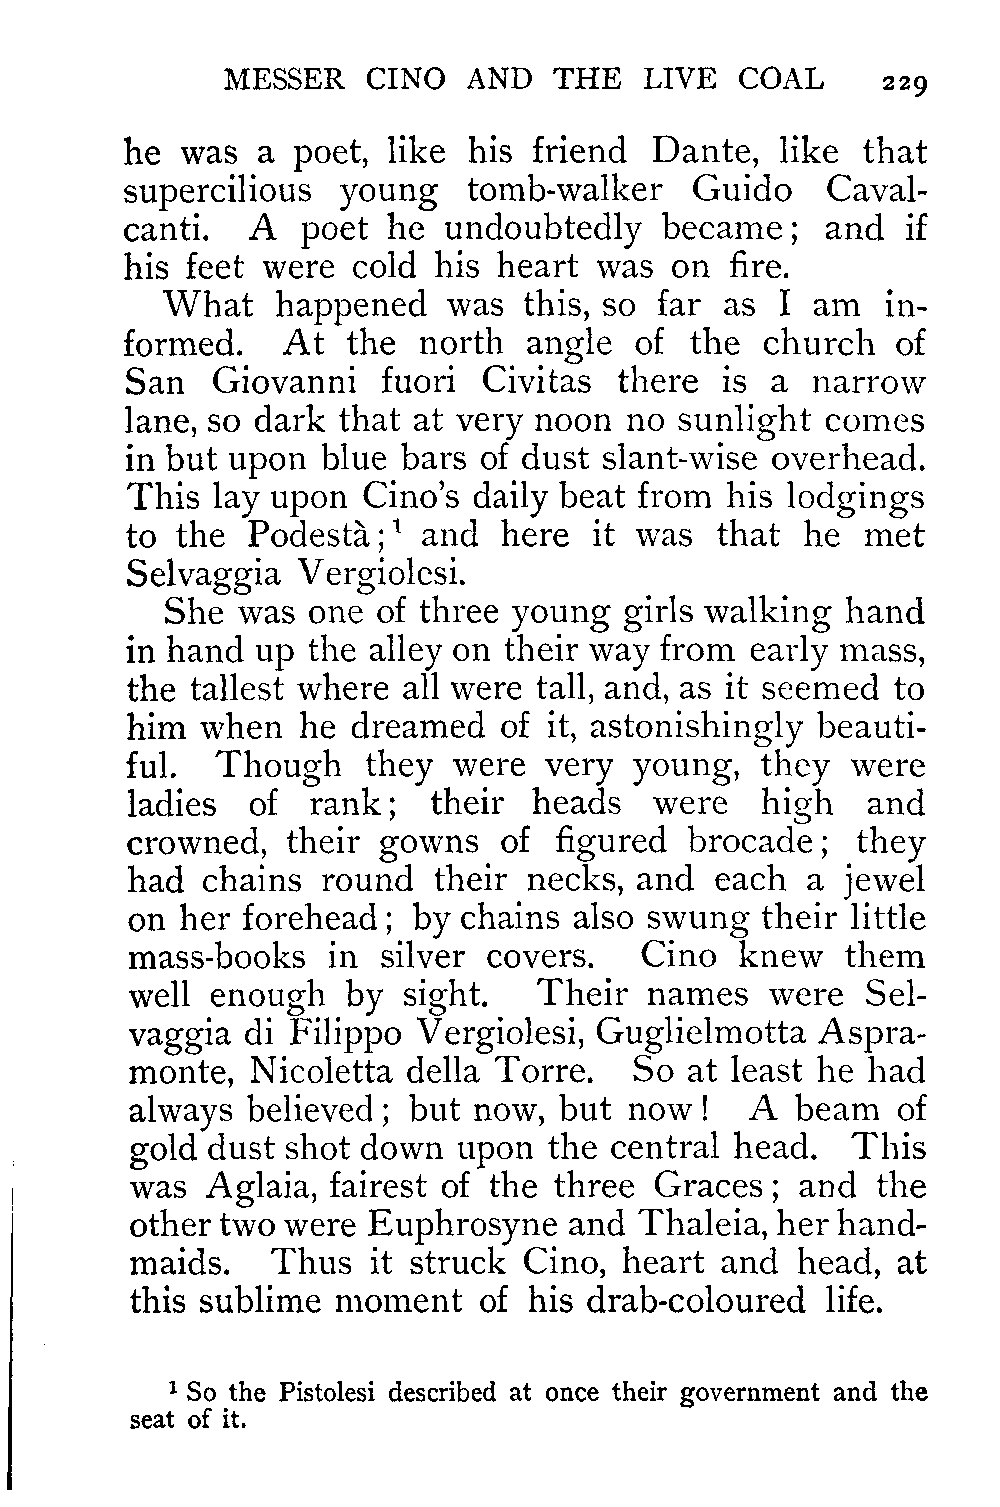 MESSER CINO AND THE LIVE COAL 229
he was a poet, like his friend Dante, like that
supercilious young tomb-walker Guido Caval-
canti. A poet he undoubtedly became; and if
his feet were cold his heart was on fire.
What happened was this, so far as I am in-
formed. At the north angle of the church of
San Giovanni fuori Civitas there is a narrow
lane, so dark that at very noon no sunlight comes
in but upon blue bars of dust slant-wise overhead.
This lay upon Cino's daily beat from his lodgings
to the Podestà;¹ and here it was that he met
Selvaggia Vergiolesi.
She was one of three young girls walking hand
in hand up the alley on their way from early mass,
the tallest where all were tall, and, as it seemed to
him when he dreamed of it, astonishingly beauti-
ful. Though they were very young, they were
ladies of rank; their heads were high and
crowned, their gowns of figured brocade; they
had chains round their necks, and each a jewel
on her forehead; by chains also swung their little
mass-books in silver covers. Cino knew them
well enough by sight. Their names were Sel-
vaggia di Filippo Vergiolesi, Guglielmotta Aspra-
monte, Nicoletta della Torre. So at least he had
always believed; but now, but now! A beam of
gold dust shot down upon the central head. This
was Aglaia, fairest of the three Graces; and the
other two were Euphrosyne and Thaleia, her hand-
maids. Thus it struck Cino, heart and head, at
this sublime moment of his drab-coloured life.
¹ So the Pistolesi described at once their government and the
seat of it.